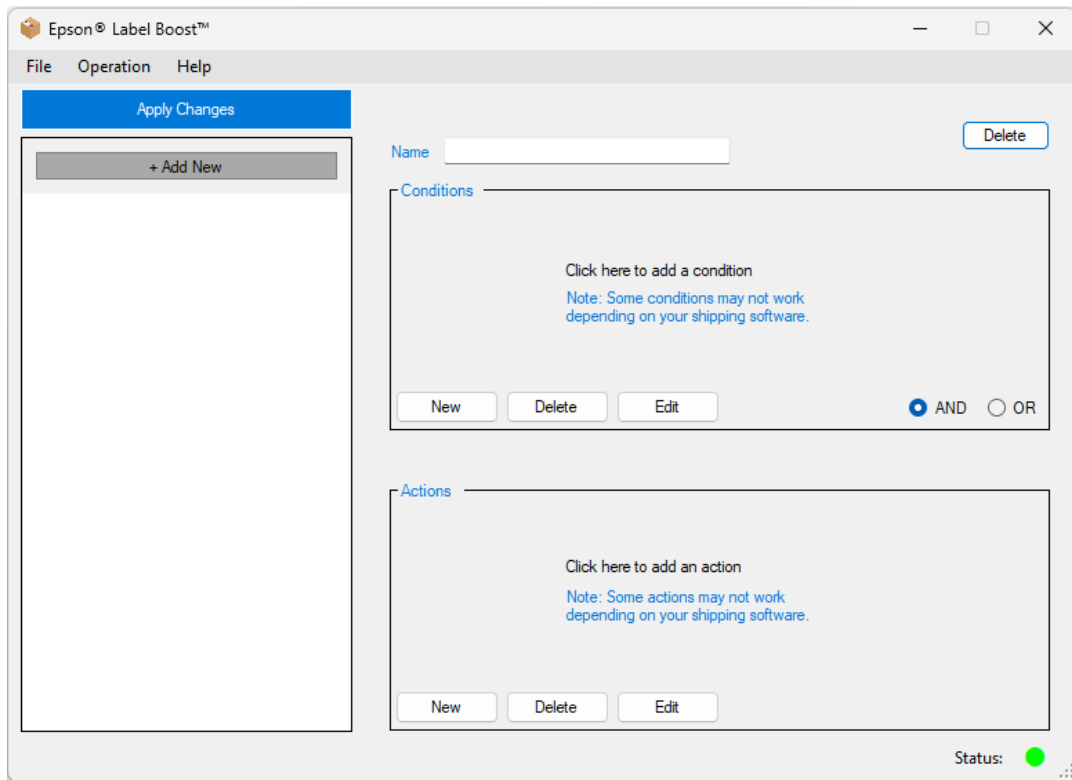 Epson® Label Boost™
File Operation Help
Apply Changes
+ Add New
Name
Delete
Conditions
Click here to add a condition
Note: Some conditions may not work
depending on your shipping software.
New Delete Edit AND OR
Actions
Click here to add an action
Note: Some actions may not work
depending on your shipping software.
New Delete Edit
Status: